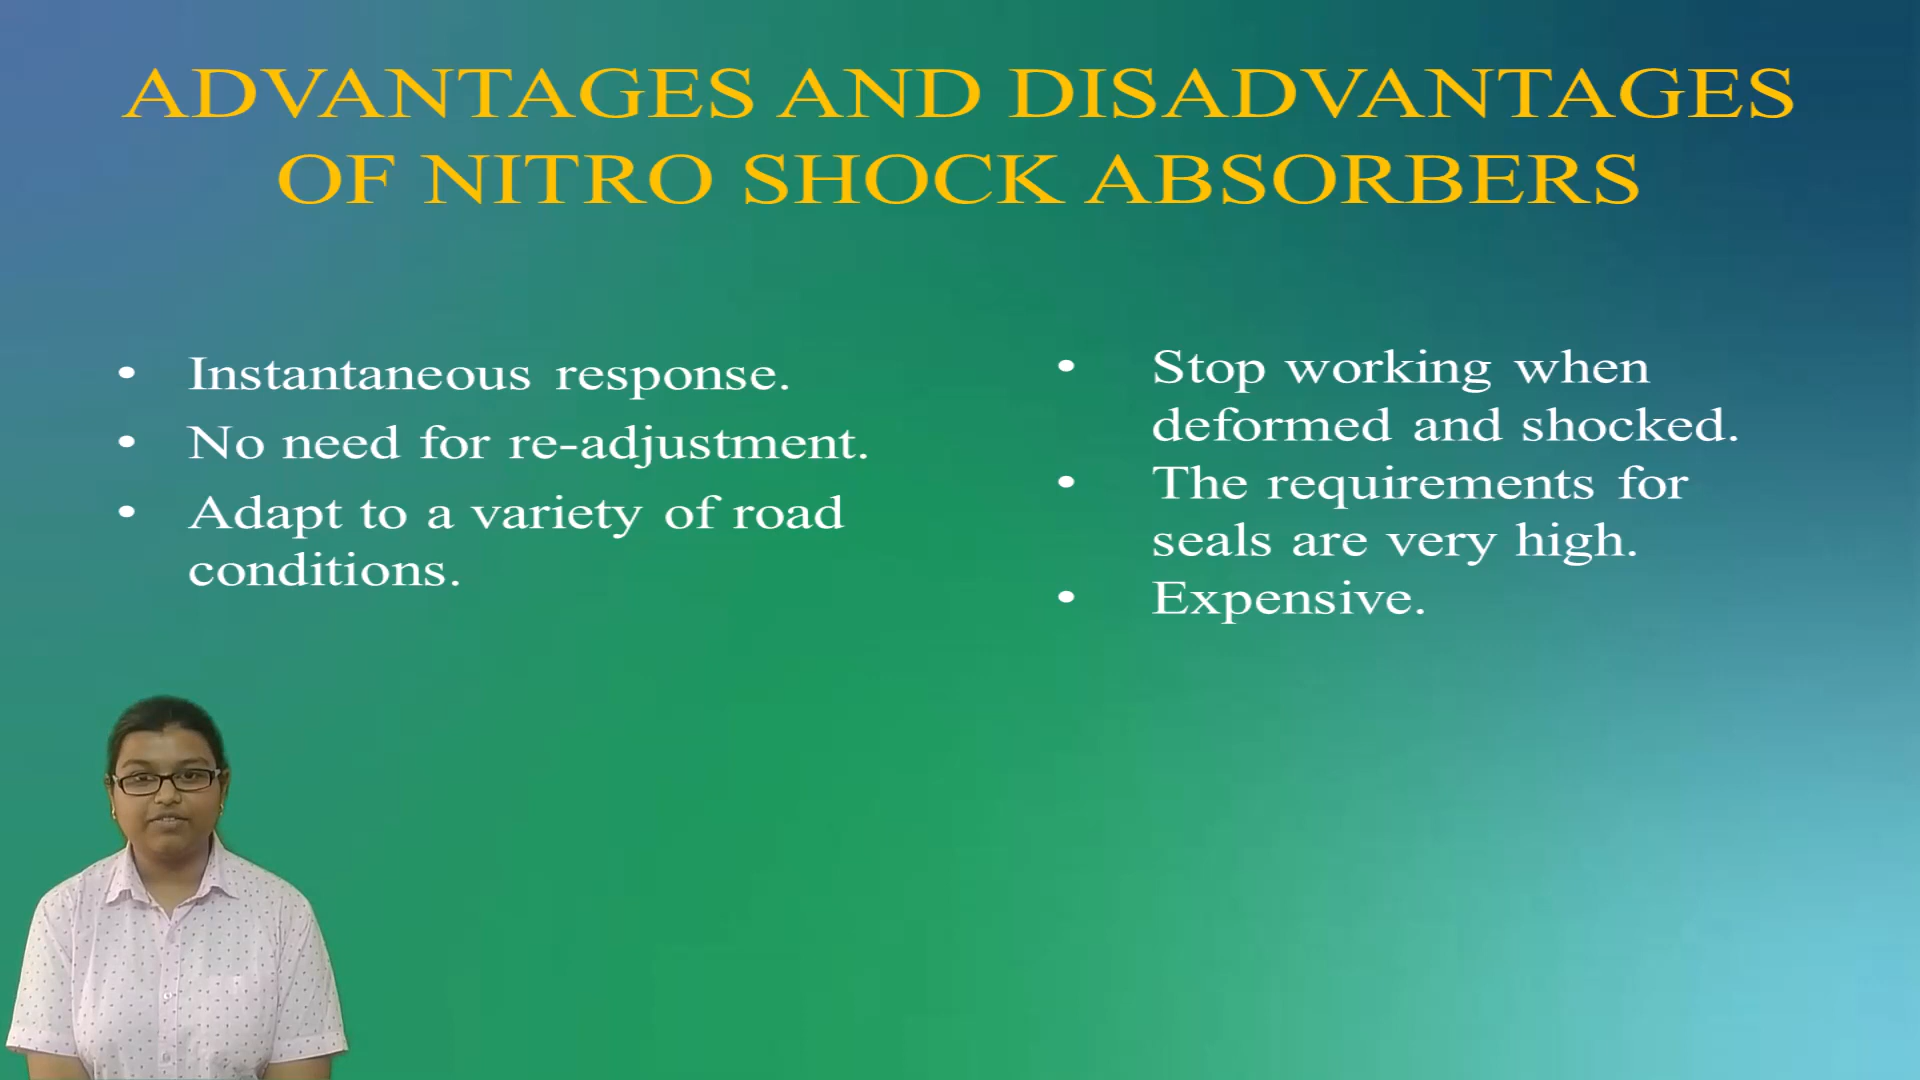 ADVANTAGES AND DISADVANTAGES
OF NITRO SHOCK ABSORBERS
• Instantaneous response.
• No need for re-adjustment.
• Adapt to a variety of road
conditions.
• Stop working when
deformed and shocked.
• The requirements for
seals are very high.
• Expensive.